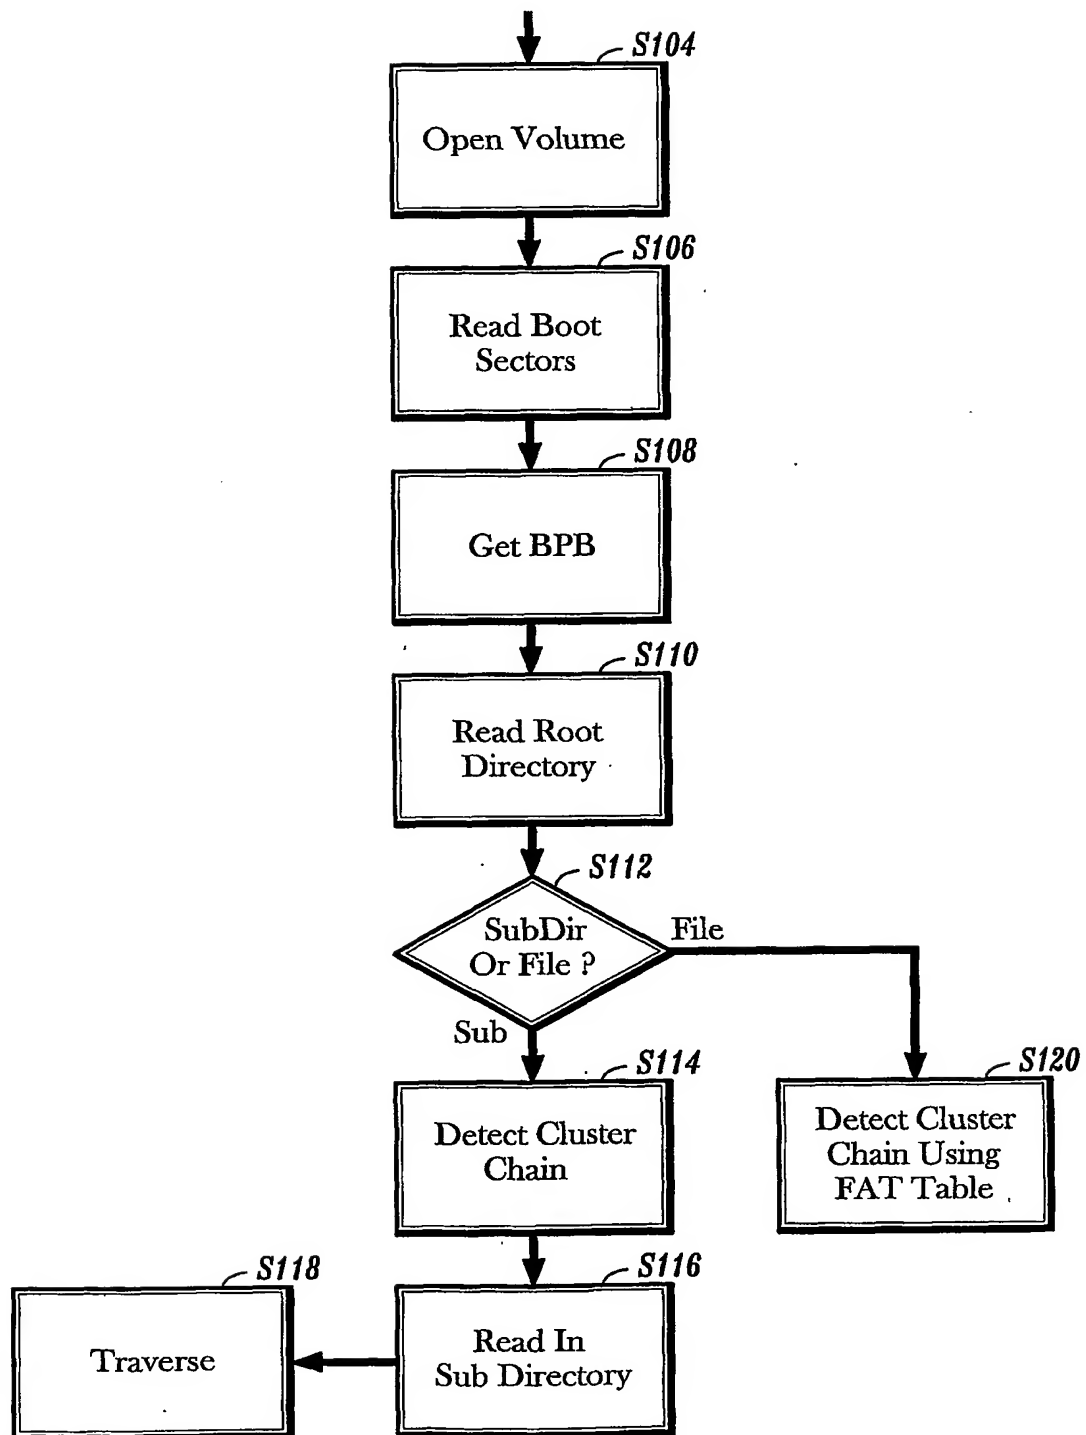 S104
Open Volume
S106
Read Boot
Sectors
S108
Get BPB
S110
Read Root
Directory
S112
SubDir
Or File ?
File
Sub
S114
Detect Cluster
Chain
S120
Detect Cluster
Chain Using
FAT Table
S116
Read In
Sub Directory
S118
Traverse